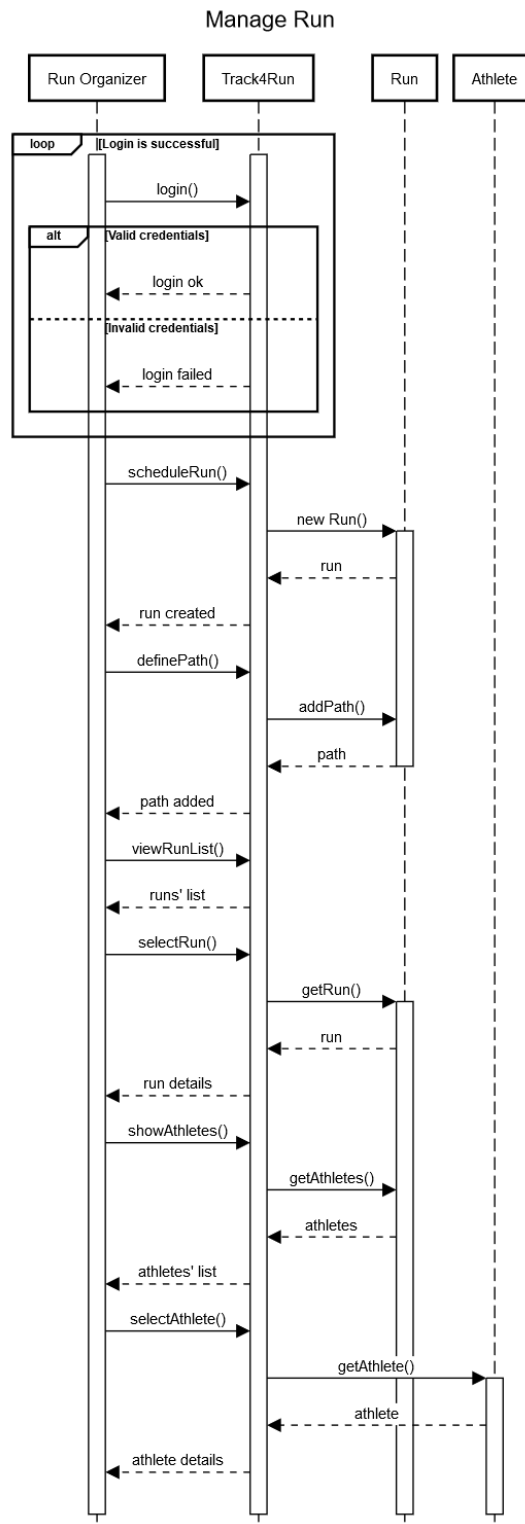 Manage Run
Run Organizer
Track4Run
Run
Athlete
loop
[Login is successful]
login()
alt
[Valid credentials]
login ok
[Invalid credentials]
login failed
scheduleRun()
new Run()
run
run created
definePath()
addPath()
path
path added
viewRunList()
runs' list
selectRun()
getRun()
run
run details
showAthletes()
getAthletes()
athletes
athletes' list
selectAthlete()
getAthlete()
athlete
athlete details